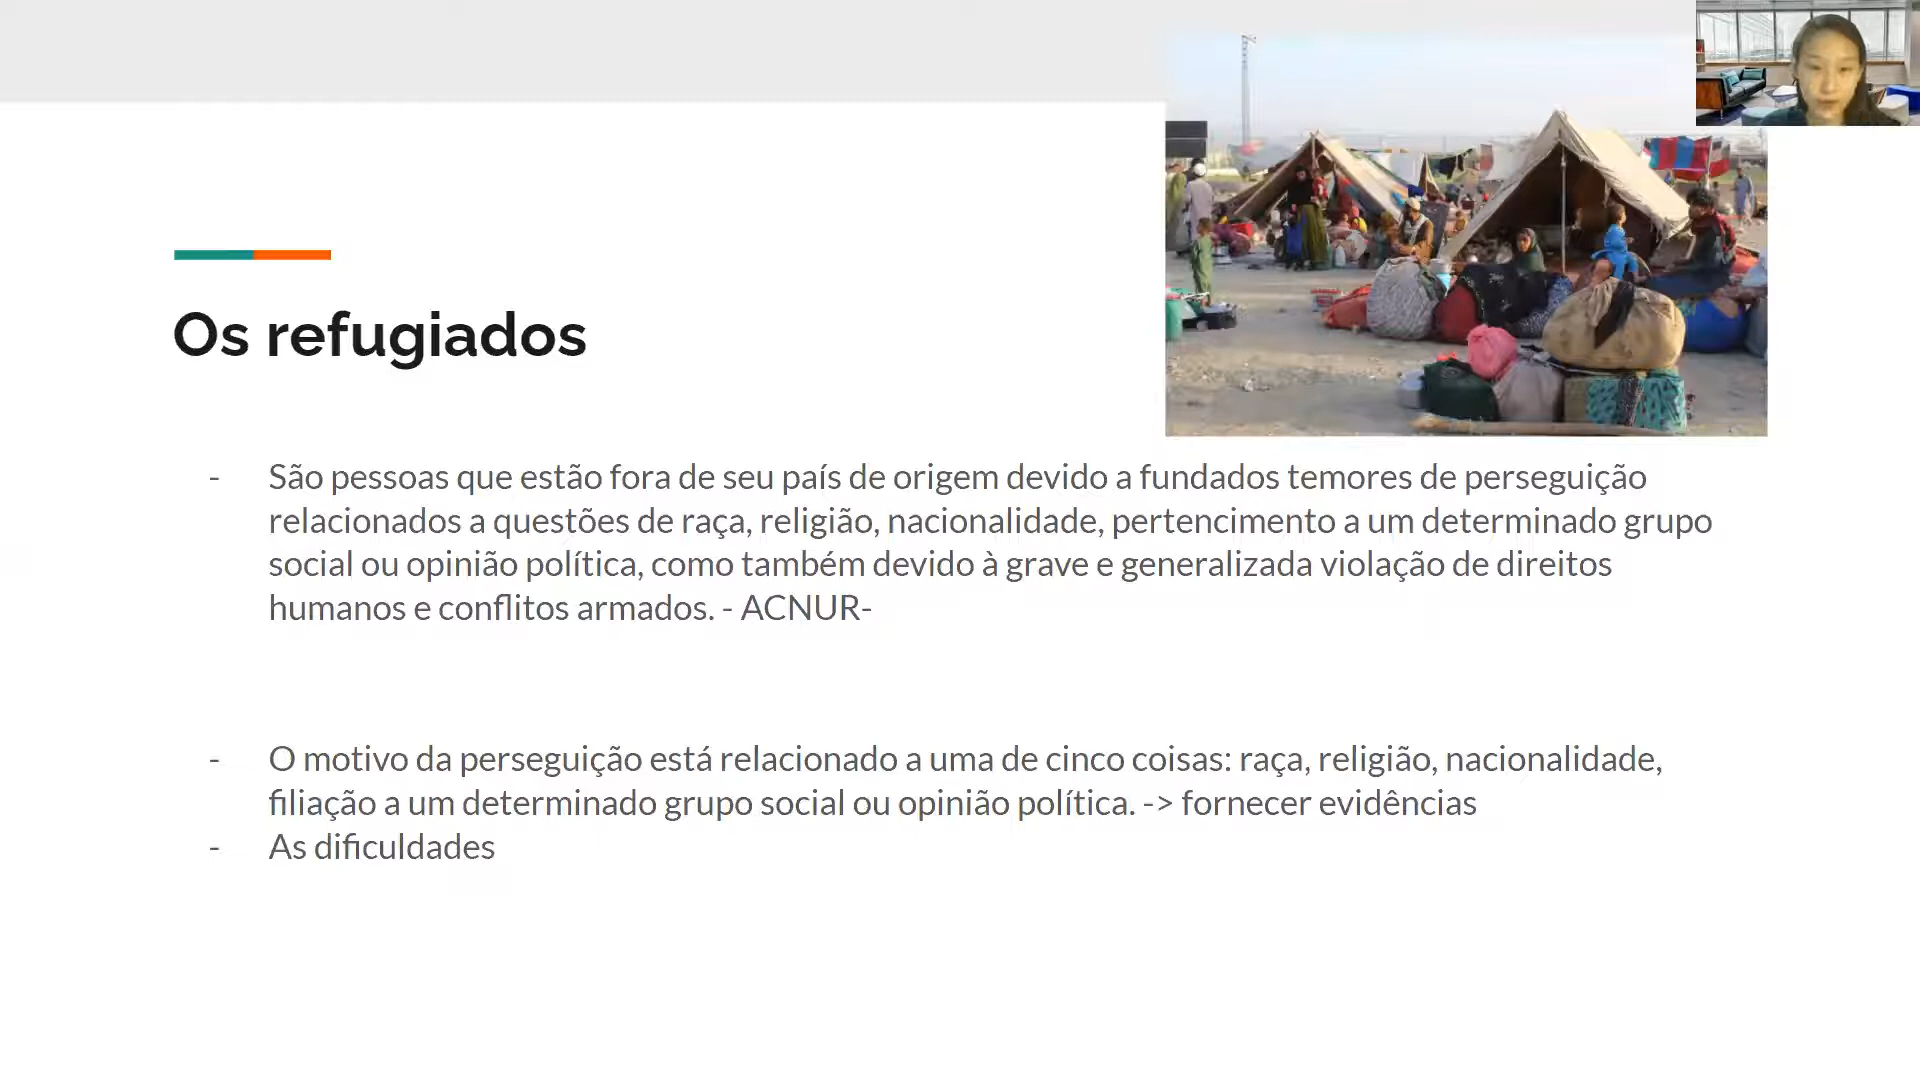 Os refugiados
- São pessoas que estão fora de seu país de origem devido a fundados temores de perseguição
relacionados a questões de raça, religião, nacionalidade, pertencimento a um determinado grupo
social ou opinião política, como também devido à grave e generalizada violação de direitos
humanos e conflitos armados. - ACNUR-
- O motivo da perseguição está relacionado a uma de cinco coisas: raça, religião, nacionalidade,
filiação a um determinado grupo social ou opinião política. -> fornecer evidências
- As dificuldades